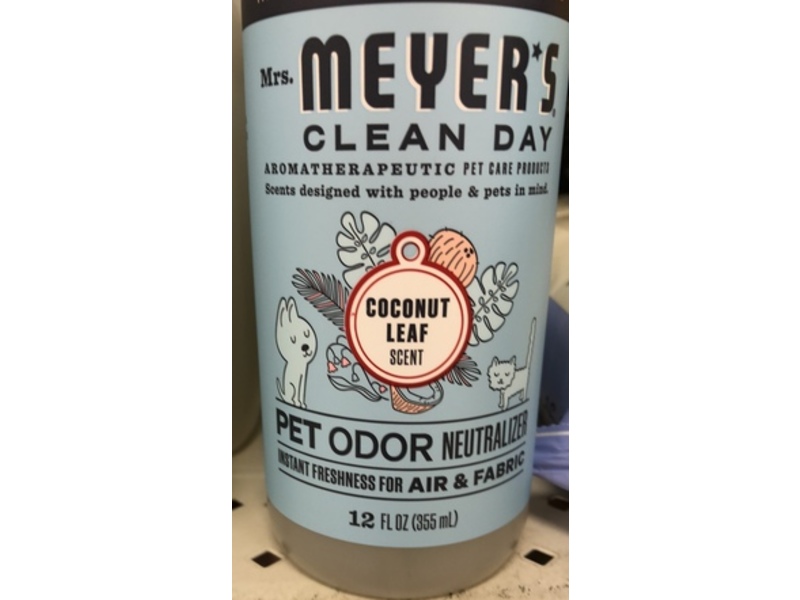 Mrs. MEYER'S
CLEAN DAY
AROMATHERAPEUTIC PET CARE PRODUCTS
Scents designed with people & pets in mind.
COCONUT
LEAF
SCENT
PET ODOR NEUTRALIZER
INSTANT FRESHNESS FOR AIR & FABRIC
12 FL OZ (355 mL)